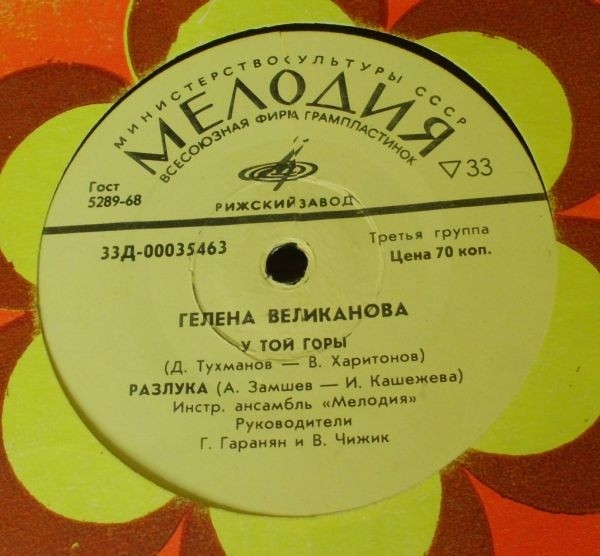 МИНИСТЕРСТВО КУЛЬТУРЫ СССР
МЕЛОДИЯ
ВСЕСОЮЗНАЯ ФИРМА ГРАМПЛАСТИНОК
▽33
Гост
5289-68
РИЖСКИЙ ЗАВОД
33Д-00035463
Третья группа
Цена 70 коп.
ГЕЛЕНА ВЕЛИКАНОВА
У ТОЙ ГОРЫ
(Д. Тухманов — В. Харитонов)
РАЗЛУКА (А. Замшев — И. Кашежева)
Инстр. ансамбль «Мелодия»
Руководители
Г. Гаранян и В. Чижик